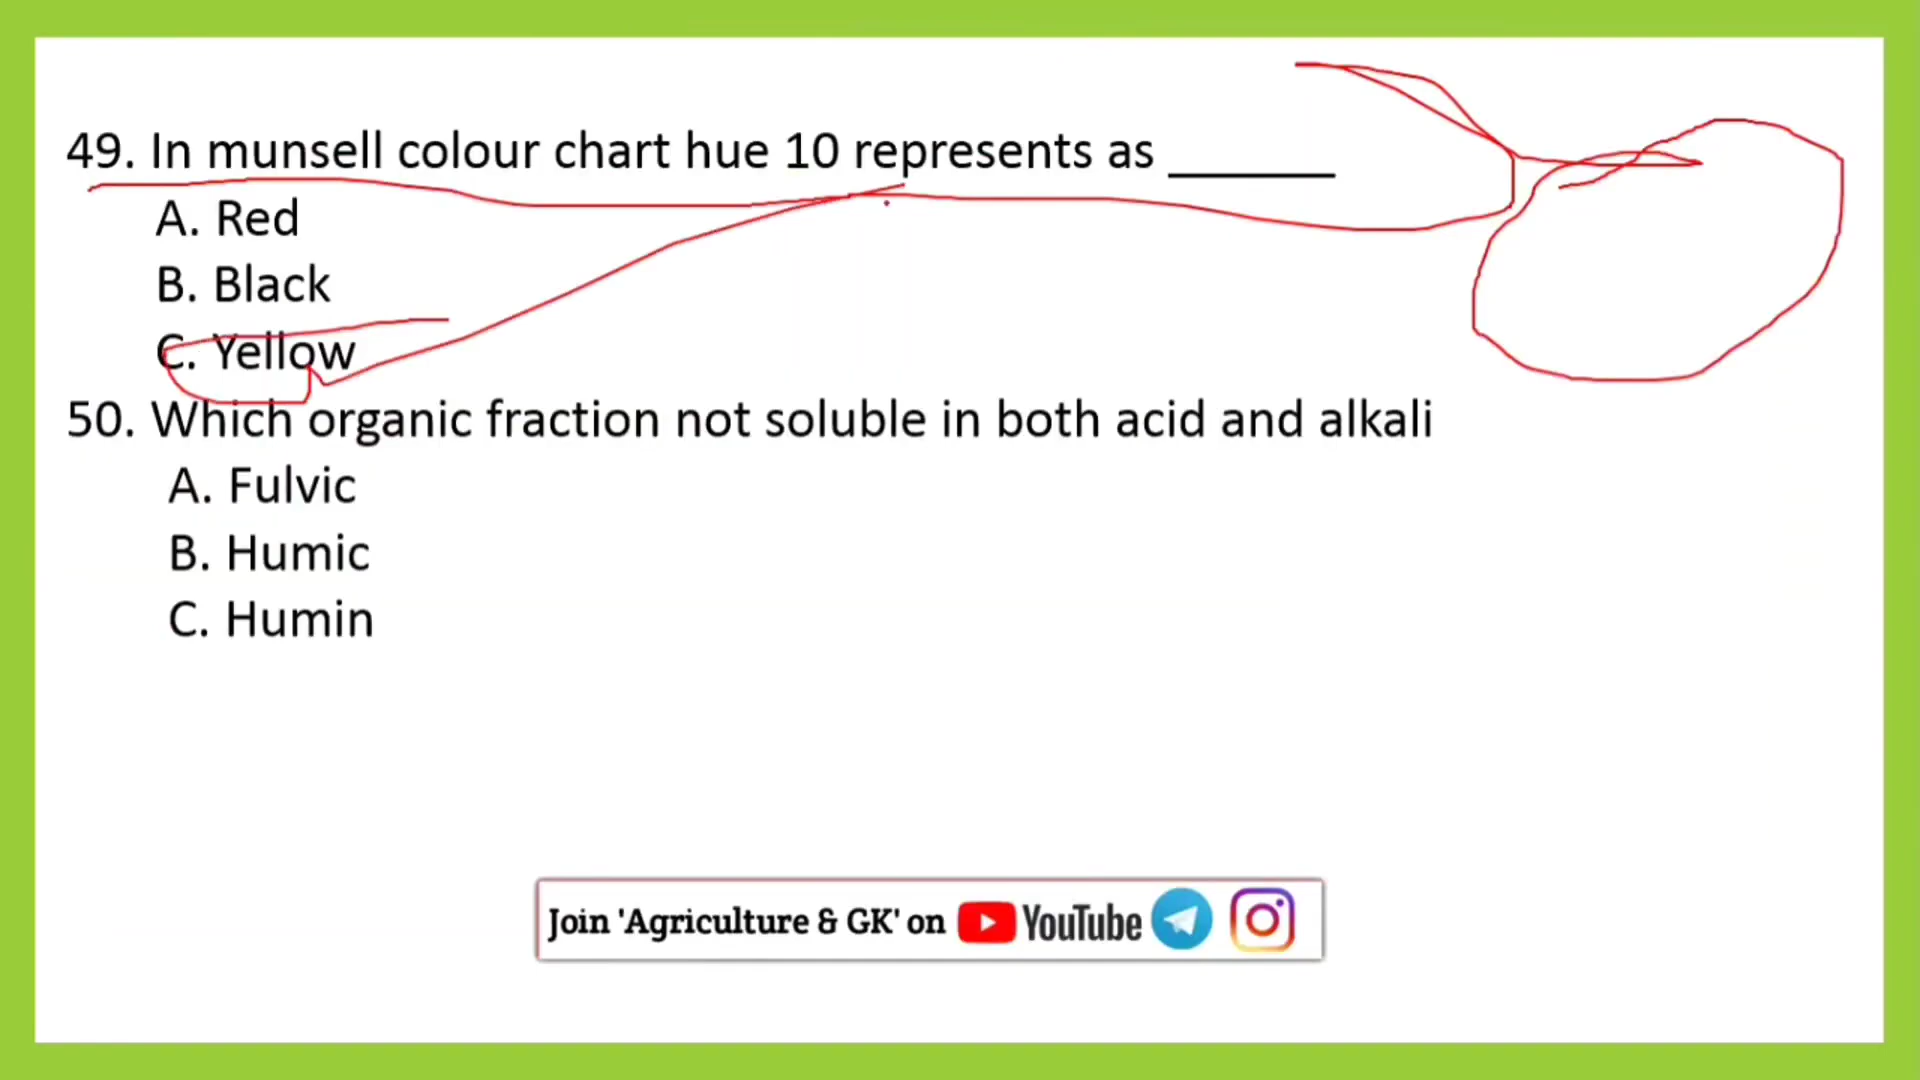 49. In munsell colour chart hue 10 represents as ______
A. Red
B. Black
C. Yellow
50. Which organic fraction not soluble in both acid and alkali
A. Fulvic
B. Humic
C. Humin
Join 'Agriculture & GK' on YouTube